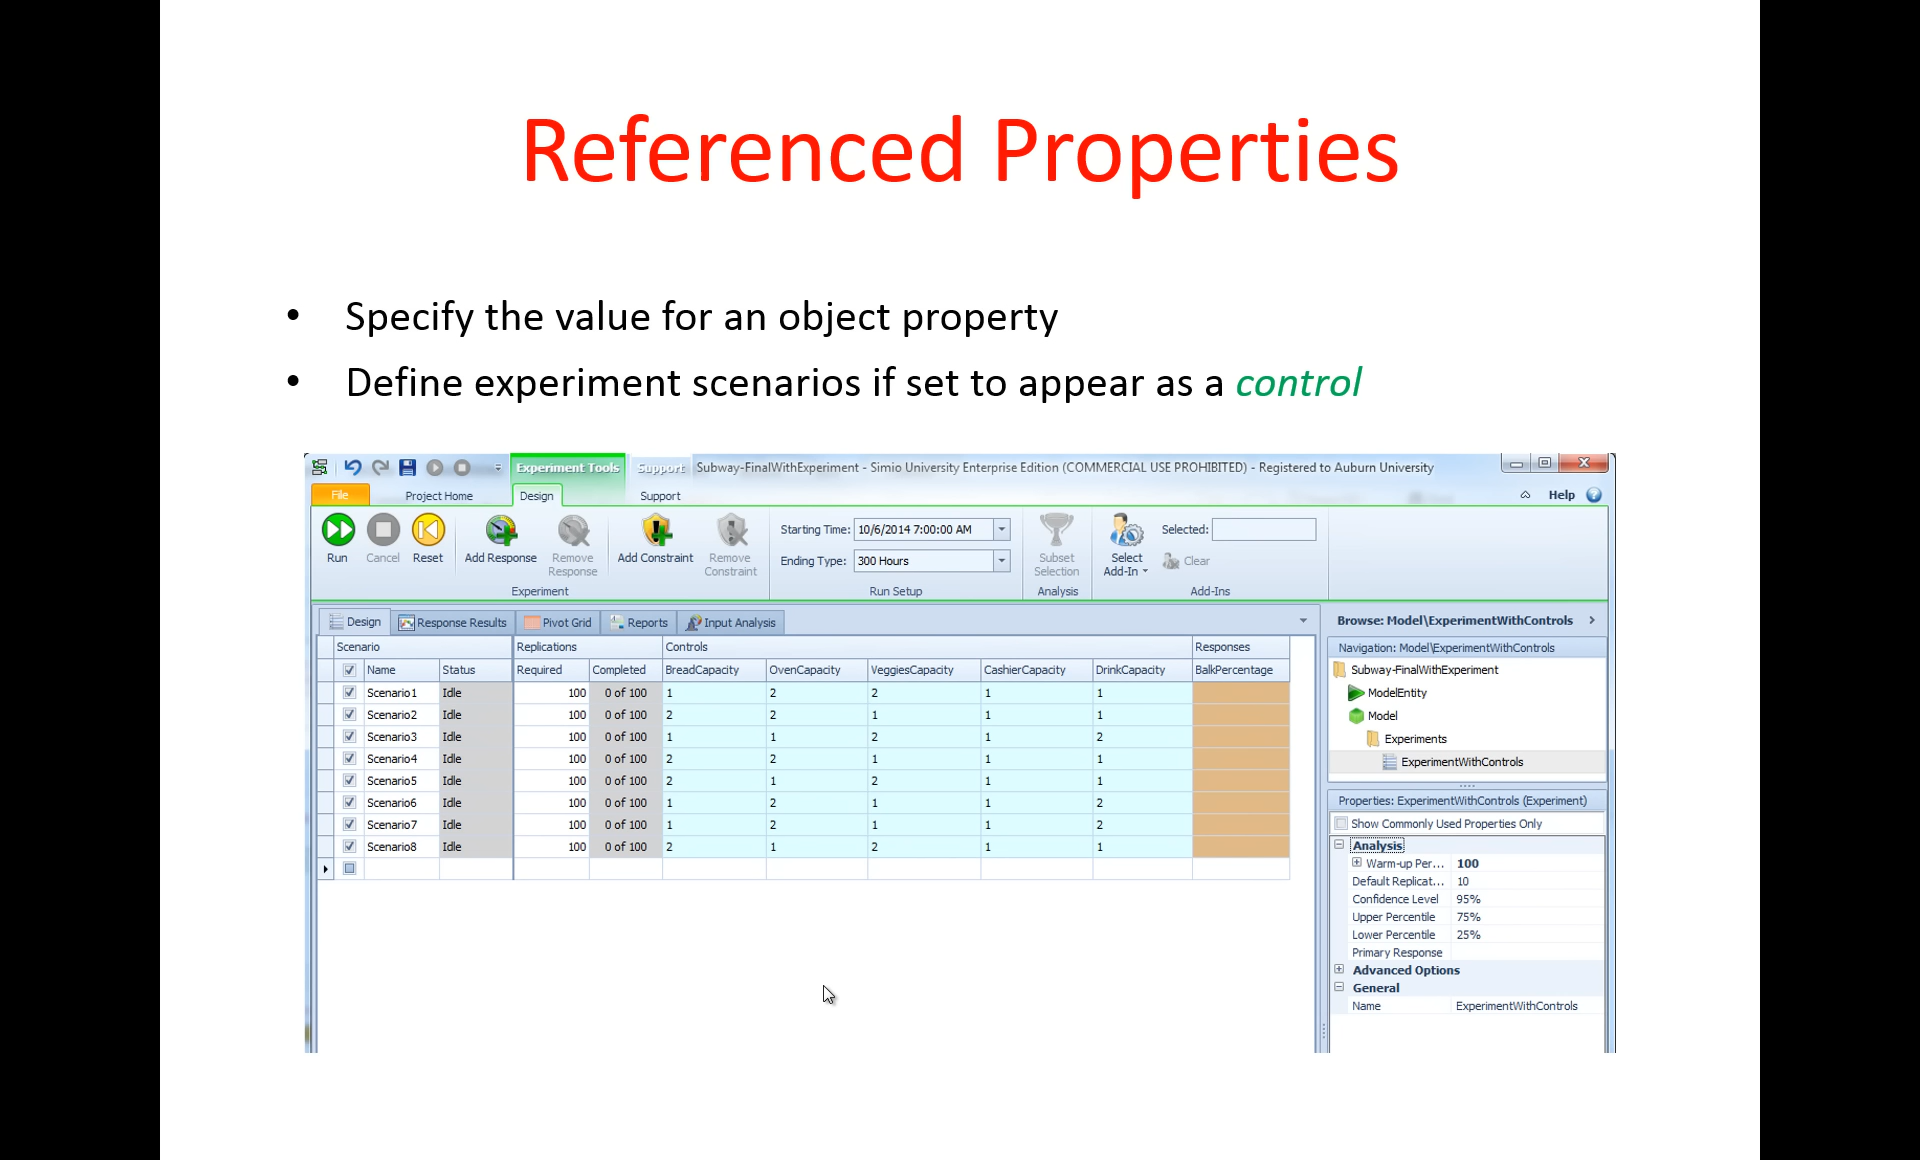 Referenced Properties
• Specify the value for an object property
• Define experiment scenarios if set to appear as a control
Experiment Tools Support Subway-FinalWithExperiment - Simio University Enterprise Edition (COMMERCIAL USE PROHIBITED) - Registered to Auburn University
File Project Home Design Support Help
Run Cancel Reset Add Response Remove Response Add Constraint Remove Constraint
Experiment
Starting Time: 10/6/2014 7:00:00 AM
Ending Type: 300 Hours
Run Setup
Subset Selection
Analysis
Select Add-In
Selected:
Clear
Add-Ins
Design Response Results Pivot Grid Reports Input Analysis
Scenario Replications Controls Responses
Name Status Required Completed BreadCapacity OvenCapacity VeggiesCapacity CashierCapacity DrinkCapacity BalkPercentage
Scenario1 Idle 100 0 of 100 1 2 2 1 1
Scenario2 Idle 100 0 of 100 2 2 1 1 1
Scenario3 Idle 100 0 of 100 1 1 2 1 2
Scenario4 Idle 100 0 of 100 2 2 1 1 1
Scenario5 Idle 100 0 of 100 2 1 2 1 1
Scenario6 Idle 100 0 of 100 1 2 1 1 2
Scenario7 Idle 100 0 of 100 1 2 1 1 2
Scenario8 Idle 100 0 of 100 2 1 2 1 1
Browse: Model\ExperimentWithControls
Navigation: Model\ExperimentWithControls
Subway-FinalWithExperiment
ModelEntity
Model
Experiments
ExperimentWithControls
Properties: ExperimentWithControls (Experiment)
Show Commonly Used Properties Only
Analysis
Warm-up Per... 100
Default Replicat... 10
Confidence Level 95%
Upper Percentile 75%
Lower Percentile 25%
Primary Response
Advanced Options
General
Name ExperimentWithControls